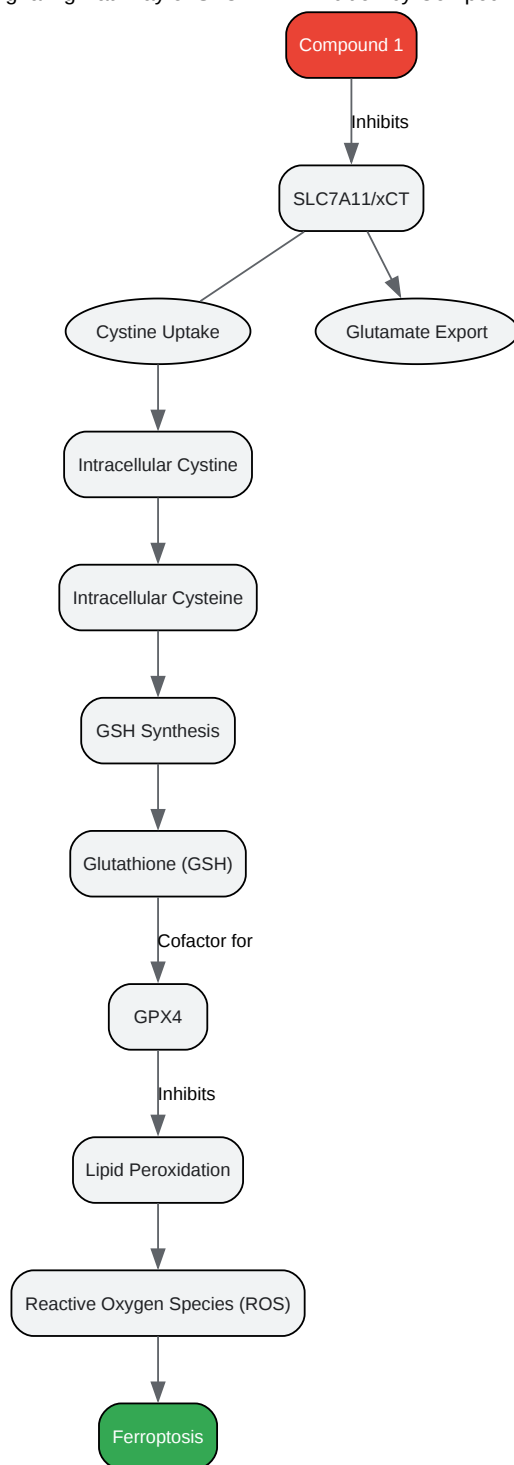 Compound 1
Inhibits
SLC7A11/xCT
Cystine Uptake
Glutamate Export
Intracellular Cystine
Intracellular Cysteine
GSH Synthesis
Glutathione (GSH)
Cofactor for
GPX4
Inhibits
Lipid Peroxidation
Reactive Oxygen Species (ROS)
Ferroptosis